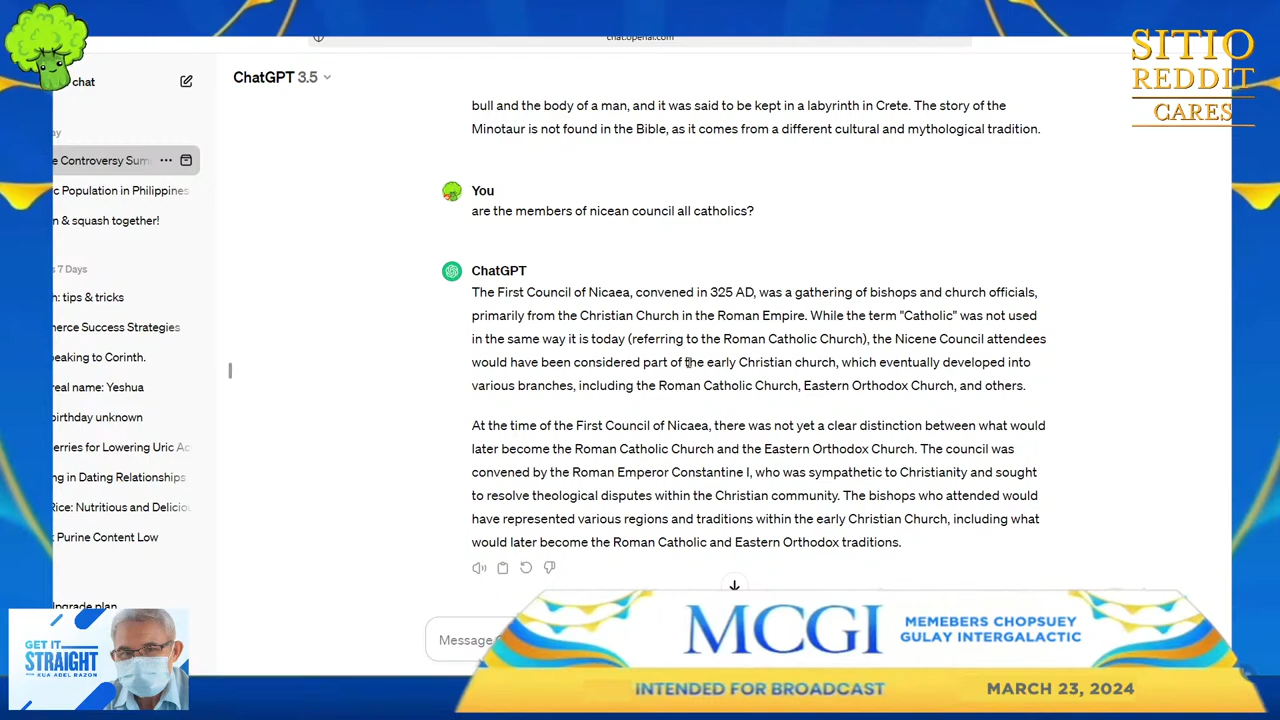 chat.openai.com
SITIO
REDDIT
CARES
chat
ChatGPT 3.5
bull and the body of a man, and it was said to be kept in a labyrinth in Crete. The story of the
Minotaur is not found in the Bible, as it comes from a different cultural and mythological tradition.
ay
e Controversy Sum
c Population in Philippines
n & squash together!
s 7 Days
n: tips & tricks
nerce Success Strategies
peaking to Corinth.
real name: Yeshua
birthday unknown
erries for Lowering Uric Ac
ng in Dating Relationships
Rice: Nutritious and Deliciou
Purine Content Low
Upgrade plan
You
are the members of nicean council all catholics?
ChatGPT
The First Council of Nicaea, convened in 325 AD, was a gathering of bishops and church officials,
primarily from the Christian Church in the Roman Empire. While the term "Catholic" was not used
in the same way it is today (referring to the Roman Catholic Church), the Nicene Council attendees
would have been considered part of the early Christian church, which eventually developed into
various branches, including the Roman Catholic Church, Eastern Orthodox Church, and others.
At the time of the First Council of Nicaea, there was not yet a clear distinction between what would
later become the Roman Catholic Church and the Eastern Orthodox Church. The council was
convened by the Roman Emperor Constantine I, who was sympathetic to Christianity and sought
to resolve theological disputes within the Christian community. The bishops who attended would
have represented various regions and traditions within the early Christian Church, including what
would later become the Roman Catholic and Eastern Orthodox traditions.
Message
GET IT
STRAIGHT
WITH KUA ADEL RAZON
MCGI
MEMEBERS CHOPSUEY
GULAY INTERGALACTIC
INTENDED FOR BROADCAST
MARCH 23, 2024